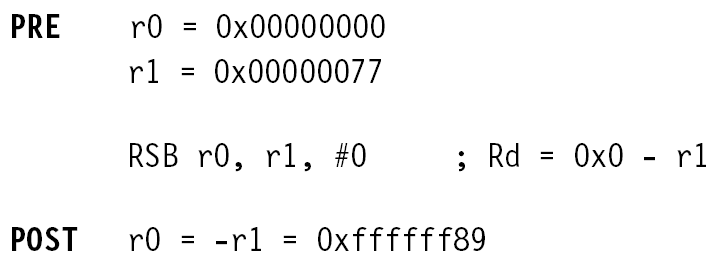 PRE r0 = 0x00000000
r1 = 0x00000077
RSB r0, r1, #0 ; Rd = 0x0 - r1
POST r0 = -r1 = 0xffffff89